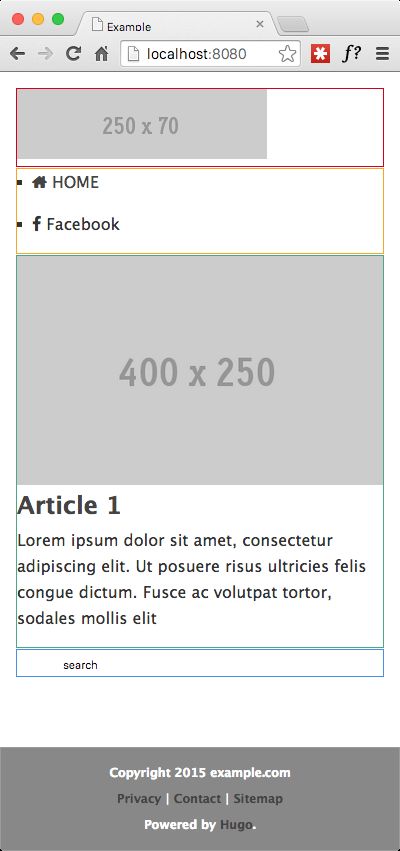 Example
localhost:8080
f?
250 x 70
HOME
Facebook
400 x 250
Article 1
Lorem ipsum dolor sit amet, consectetur
adipiscing elit. Ut posuere risus ultricies felis
congue dictum. Fusce ac volutpat tortor,
sodales mollis elit
search
Copyright 2015 example.com
Privacy | Contact | Sitemap
Powered by Hugo.